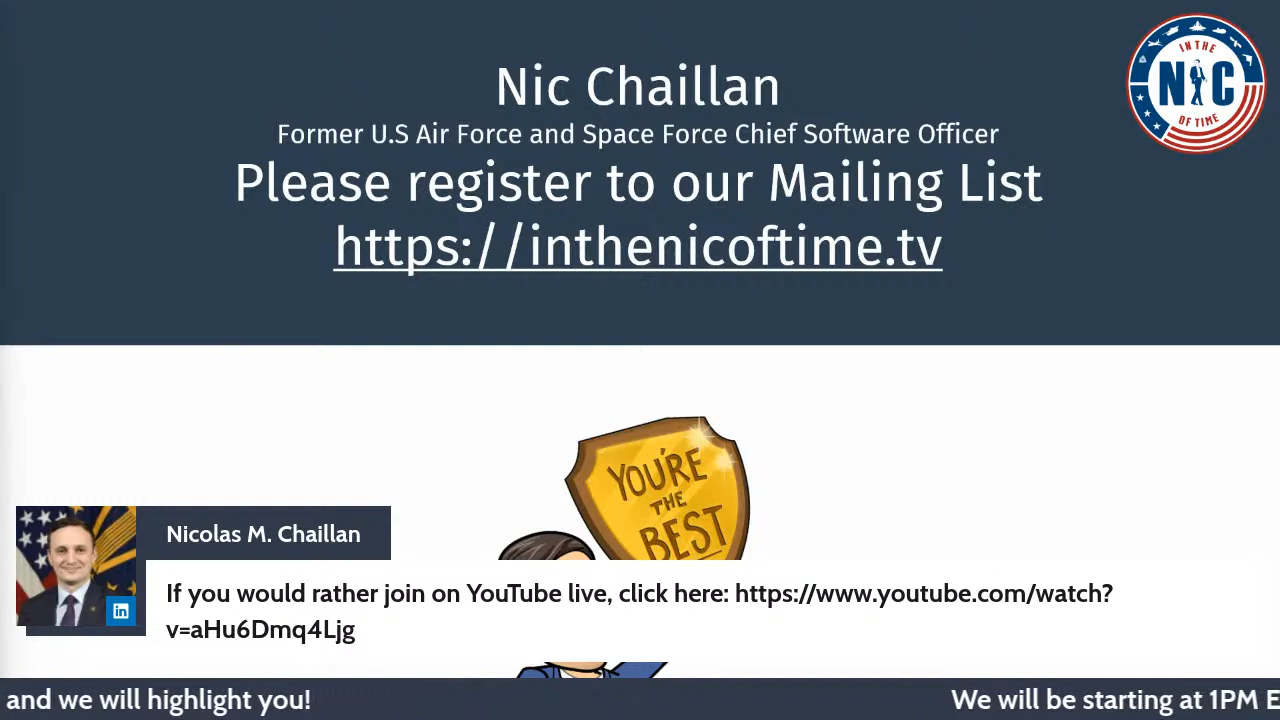 Nic Chaillan
Former U.S Air Force and Space Force Chief Software Officer
Please register to our Mailing List
https://inthenicoftime.tv
IN THE
NIC
OF TIME
YOU'RE
THE
BEST
Nicolas M. Chaillan
in
If you would rather join on YouTube live, click here: https://www.youtube.com/watch?
v=aHu6Dmq4Ljg
and we will highlight you!
We will be starting at 1PM E